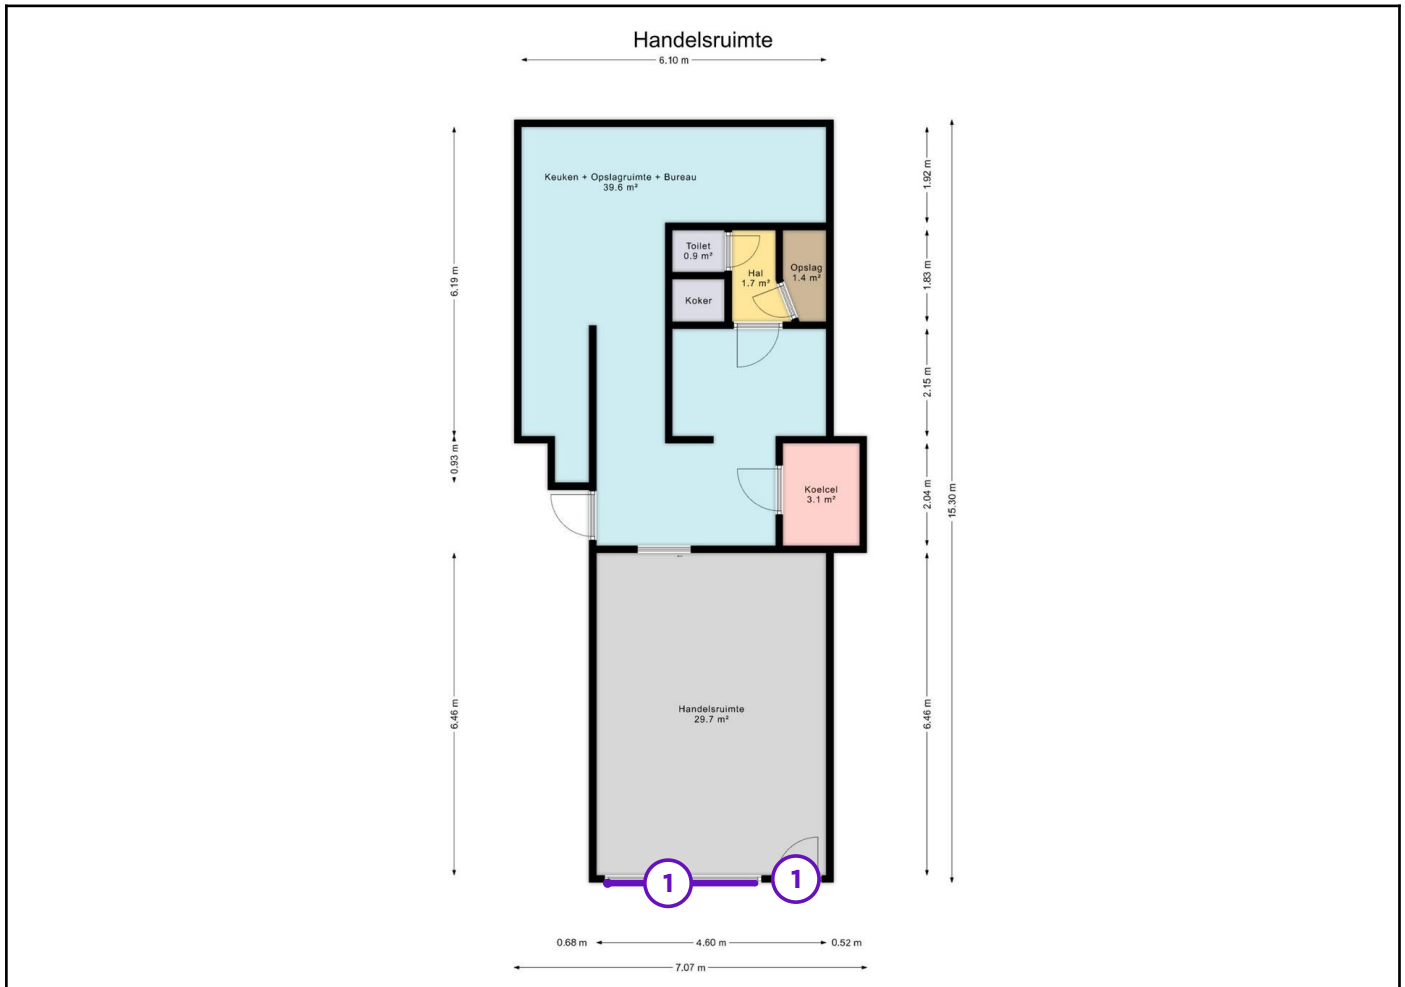 Handelsruimte
6.10 m
Keuken + Opslagruimte + Bureau
39.6 m²
1.92 m
6.19 m
Toilet
0.9 m²
Hal
1.7 m²
Opslag
1.4 m²
1.83 m
Koker
2.15 m
0.93 m
Koelcel
3.1 m²
2.04 m
15.30 m
Handelsruimte
29.7 m²
6.46 m
6.46 m
1
1
0.68 m
4.60 m
0.52 m
7.07 m